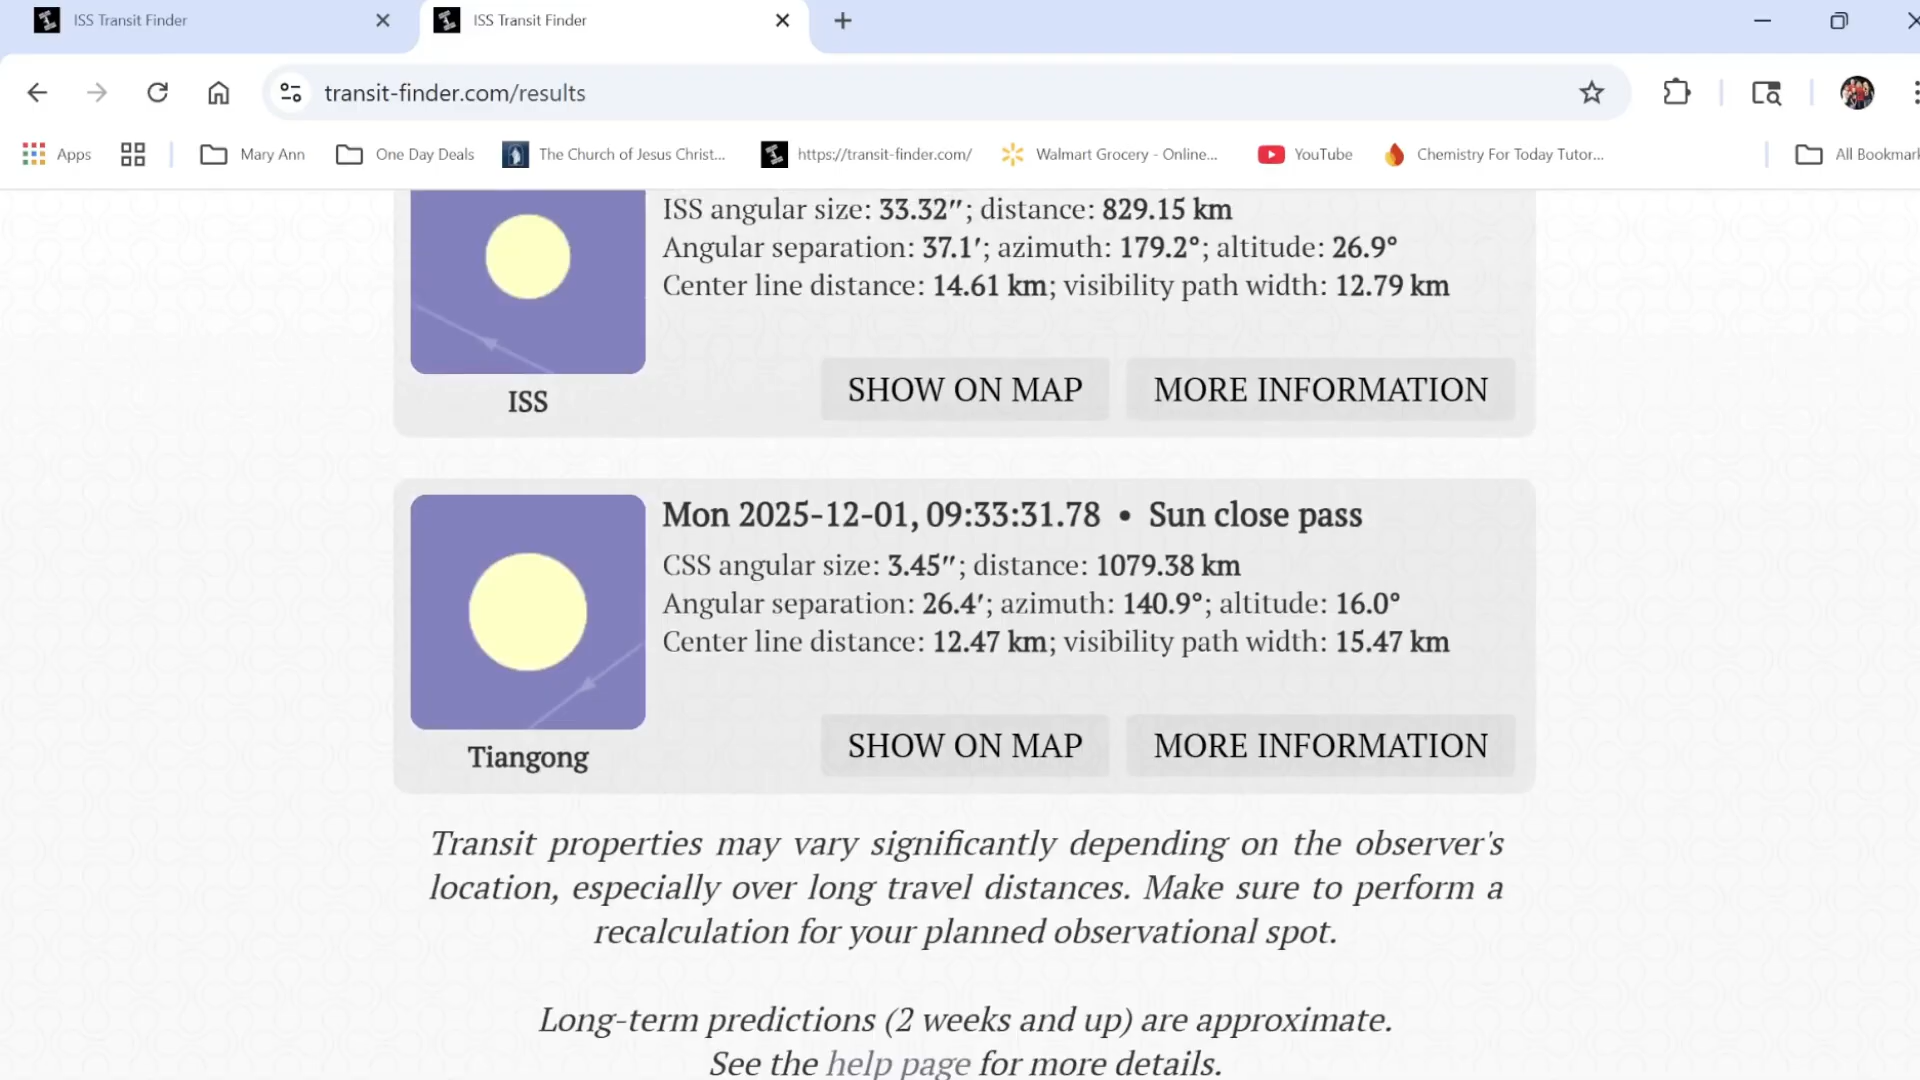 ISS Transit Finder
ISS Transit Finder
transit-finder.com/results
Apps
Mary Ann
One Day Deals
The Church of Jesus Christ...
https://transit-finder.com/
Walmart Grocery - Online...
YouTube
Chemistry For Today Tutor...
All Bookmark
ISS angular size: 33.32″; distance: 829.15 km
Angular separation: 37.1′; azimuth: 179.2°; altitude: 26.9°
Center line distance: 14.61 km; visibility path width: 12.79 km
SHOW ON MAP
MORE INFORMATION
ISS
Mon 2025-12-01, 09:33:31.78 • Sun close pass
CSS angular size: 3.45″; distance: 1079.38 km
Angular separation: 26.4′; azimuth: 140.9°; altitude: 16.0°
Center line distance: 12.47 km; visibility path width: 15.47 km
SHOW ON MAP
MORE INFORMATION
Tiangong
Transit properties may vary significantly depending on the observer's
location, especially over long travel distances. Make sure to perform a
recalculation for your planned observational spot.
Long-term predictions (2 weeks and up) are approximate.
See the help page for more details.